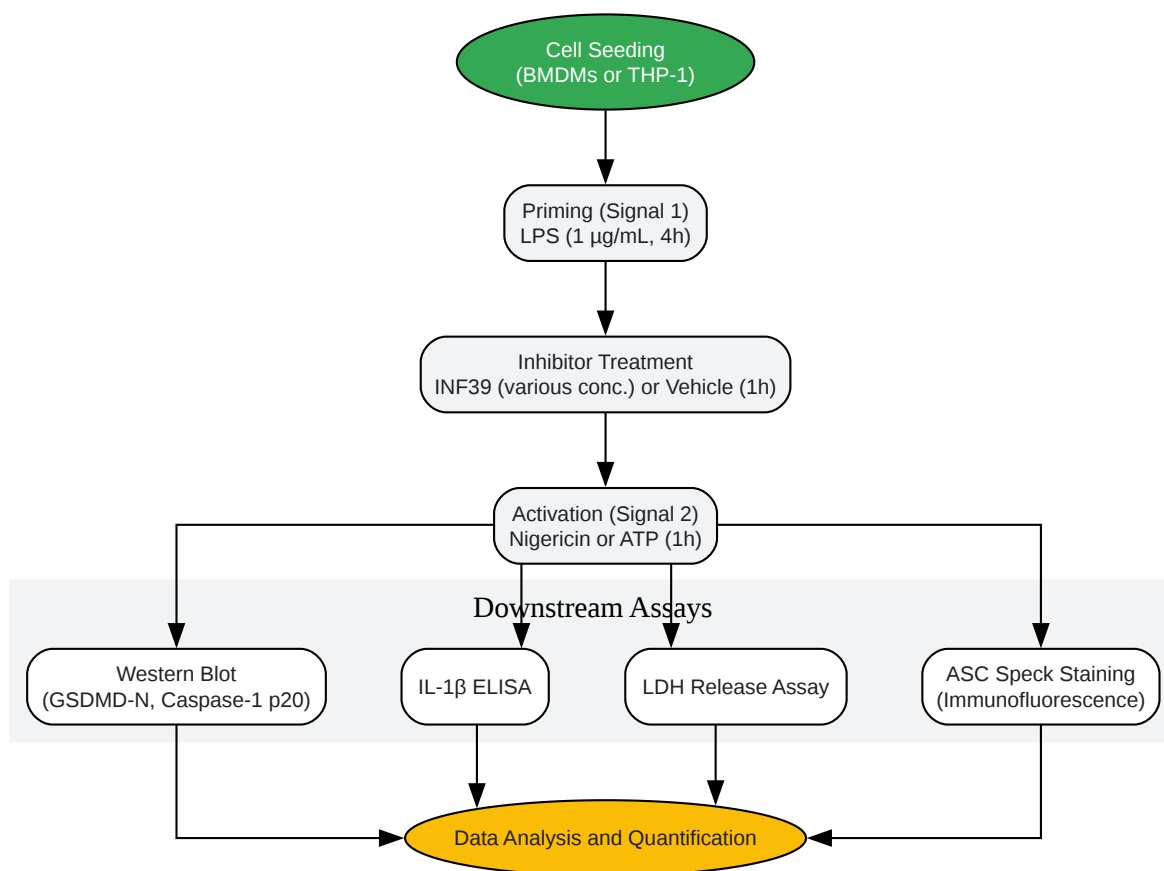 Cell Seeding
(BMDMs or THP-1)
Priming (Signal 1)
LPS (1 µg/mL, 4h)
Inhibitor Treatment
INF39 (various conc.) or Vehicle (1h)
Activation (Signal 2)
Nigericin or ATP (1h)
Downstream Assays
Western Blot
(GSDMD-N, Caspase-1 p20)
IL-1β ELISA
LDH Release Assay
ASC Speck Staining
(Immunofluorescence)
Data Analysis and Quantification